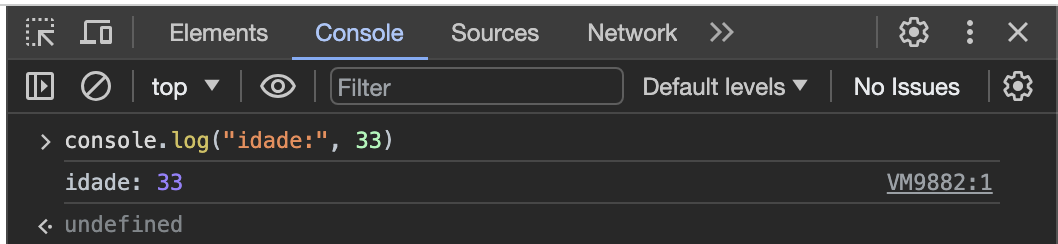 Elements Console Sources Network
top Filter Default levels No Issues
console.log("idade:", 33)
idade: 33 VM9882:1
undefined